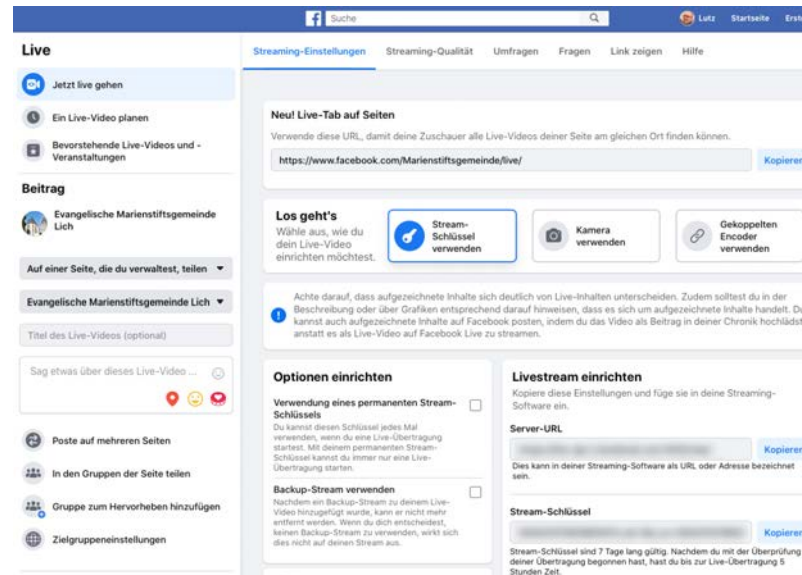 Suche
Lutz Startseite
Live
Jetzt live gehen
Ein Live-Video planen
Bevorstehende Live-Videos und -
Veranstaltungen
Beitrag
Evangelische Marienstiftsgemeinde
Lich
Auf einer Seite, die du verwaltest, teilen
Evangelische Marienstiftsgemeinde Lich
Titel des Live-Videos (optional)
Sag etwas über dieses Live-Video ...
Poste auf mehreren Seiten
In den Gruppen der Seite teilen
Gruppe zum Hervorheben hinzufügen
Zielgruppeneinstellungen
Streaming-Einstellungen Streaming-Qualität Umfragen Fragen Link zeigen Hilfe
Neu! Live-Tab auf Seiten
Verwende diese URL, damit deine Zuschauer alle Live-Videos deiner Seite am gleichen Ort finden können.
https://www.facebook.com/Marienstiftsgemeinde/live/
Kopieren
Los geht's
Wähle aus, wie du
dein Live-Video
einrichten möchtest.
Stream-
Schlüssel
verwenden
Kamera
verwenden
Gekoppelten
Encoder
verwenden
Achte darauf, dass aufgezeichnete Inhalte sich deutlich von Live-Inhalten unterscheiden. Zudem solltest du in der
Beschreibung oder über Grafiken entsprechend darauf hinweisen, dass es sich um aufgezeichnete Inhalte handelt. Du
kannst auch aufgezeichnete Inhalte auf Facebook posten, indem du das Video als Beitrag in deiner Chronik hochlädst,
anstatt es als Live-Video auf Facebook Live zu streamen.
Optionen einrichten
Verwendung eines permanenten Stream-
Schlüssels
Du kannst diesen Schlüssel jedes Mal
verwenden, wenn du eine Live-Übertragung
startest. Mit deinem permanenten Stream-
Schlüssel kannst du immer nur eine Live-
Übertragung starten.
Backup-Stream verwenden
Nachdem ein Backup-Stream zu deinem Live-
Video hinzugefügt wurde, kann er nicht mehr
entfernt werden. Wenn du dich entscheidest,
keinen Backup-Stream zu verwenden, wirkt sich
dies nicht auf deinen Stream aus.
Livestream einrichten
Kopiere diese Einstellungen und füge sie in deine Streaming-
Software ein.
Server-URL
Kopieren
Dies kann in deiner Streaming-Software als URL oder Adresse bezeichnet
sein.
Stream-Schlüssel
Kopieren
Stream-Schlüssel sind 7 Tage lang gültig. Nachdem du mit der Überprüfung
deiner Übertragung begonnen hast, hast du bis zur Live-Übertragung 5
Stunden Zeit.